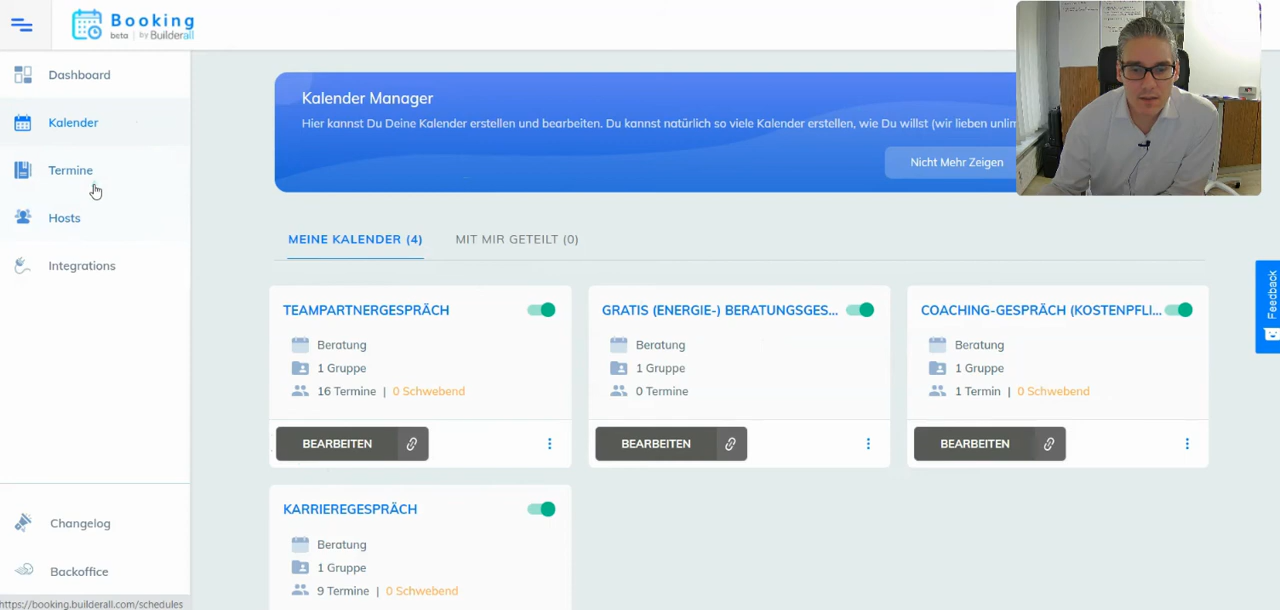 Booking
beta | by Builderall
Dashboard
Kalender
Termine
Hosts
Integrations
Changelog
Backoffice
https://booking.builderall.com/schedules
Kalender Manager
Hier kannst Du Deine Kalender erstellen und bearbeiten. Du kannst natürlich so viele Kalender erstellen, wie Du willst (wir lieben unlim
Nicht Mehr Zeigen
MEINE KALENDER (4) MIT MIR GETEILT (0)
TEAMPARTNERGESPRÄCH
Beratung
1 Gruppe
16 Termine | 0 Schwebend
BEARBEITEN
GRATIS (ENERGIE-) BERATUNGSGES...
Beratung
1 Gruppe
0 Termine
BEARBEITEN
COACHING-GESPRÄCH (KOSTENPFLI...
Beratung
1 Gruppe
1 Termin | 0 Schwebend
BEARBEITEN
KARRIEREGESPRÄCH
Beratung
1 Gruppe
9 Termine | 0 Schwebend
Feedback